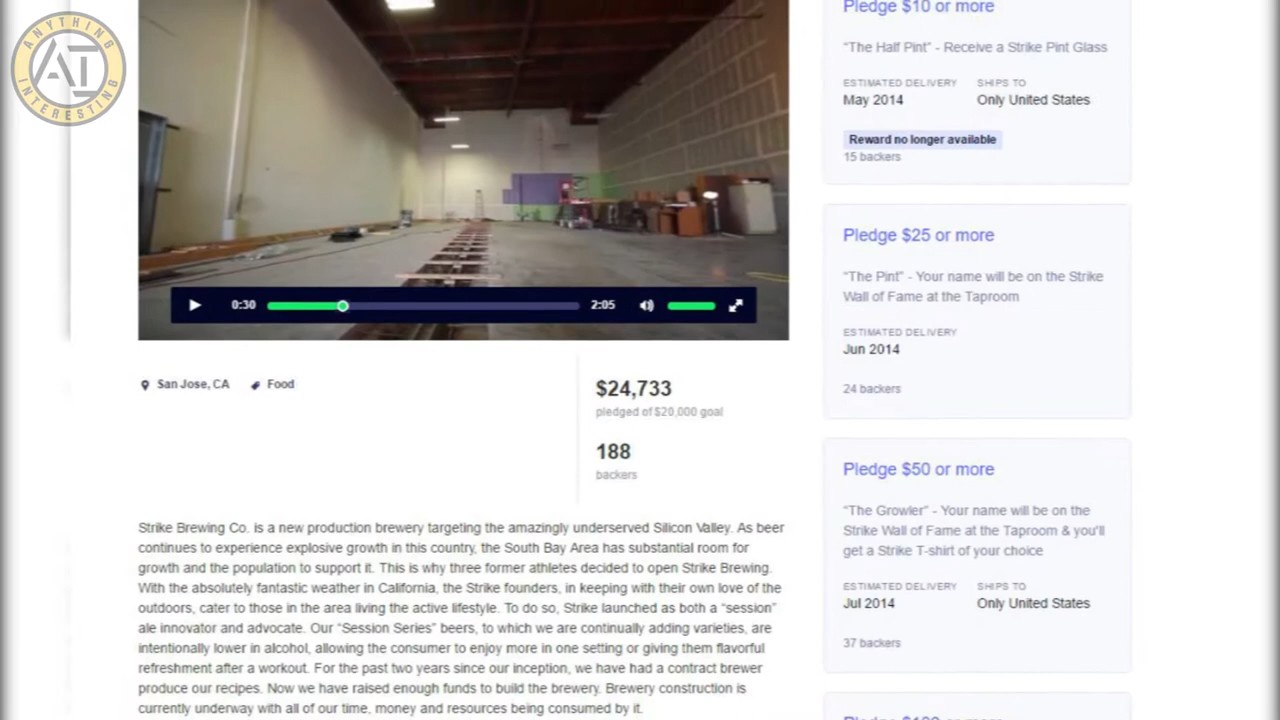 ANYTHING
AT
INTERESTING
0:30
2:05
San Jose, CA
Food
$24,733
pledged of $20,000 goal
188
backers
Strike Brewing Co. is a new production brewery targeting the amazingly underserved Silicon Valley. As beer
continues to experience explosive growth in this country, the South Bay Area has substantial room for
growth and the population to support it. This is why three former athletes decided to open Strike Brewing.
With the absolutely fantastic weather in California, the Strike founders, in keeping with their own love of the
outdoors, cater to those in the area living the active lifestyle. To do so, Strike launched as both a “session”
ale innovator and advocate. Our “Session Series” beers, to which we are continually adding varieties, are
intentionally lower in alcohol, allowing the consumer to enjoy more in one setting or giving them flavorful
refreshment after a workout. For the past two years since our inception, we have had a contract brewer
produce our recipes. Now we have raised enough funds to build the brewery. Brewery construction is
currently underway with all of our time, money and resources being consumed by it.
Pledge $10 or more
“The Half Pint” - Receive a Strike Pint Glass
ESTIMATED DELIVERY
SHIPS TO
May 2014
Only United States
Reward no longer available
15 backers
Pledge $25 or more
“The Pint” - Your name will be on the Strike
Wall of Fame at the Taproom
ESTIMATED DELIVERY
Jun 2014
24 backers
Pledge $50 or more
“The Growler” - Your name will be on the
Strike Wall of Fame at the Taproom & you'll
get a Strike T-shirt of your choice
ESTIMATED DELIVERY
SHIPS TO
Jul 2014
Only United States
37 backers